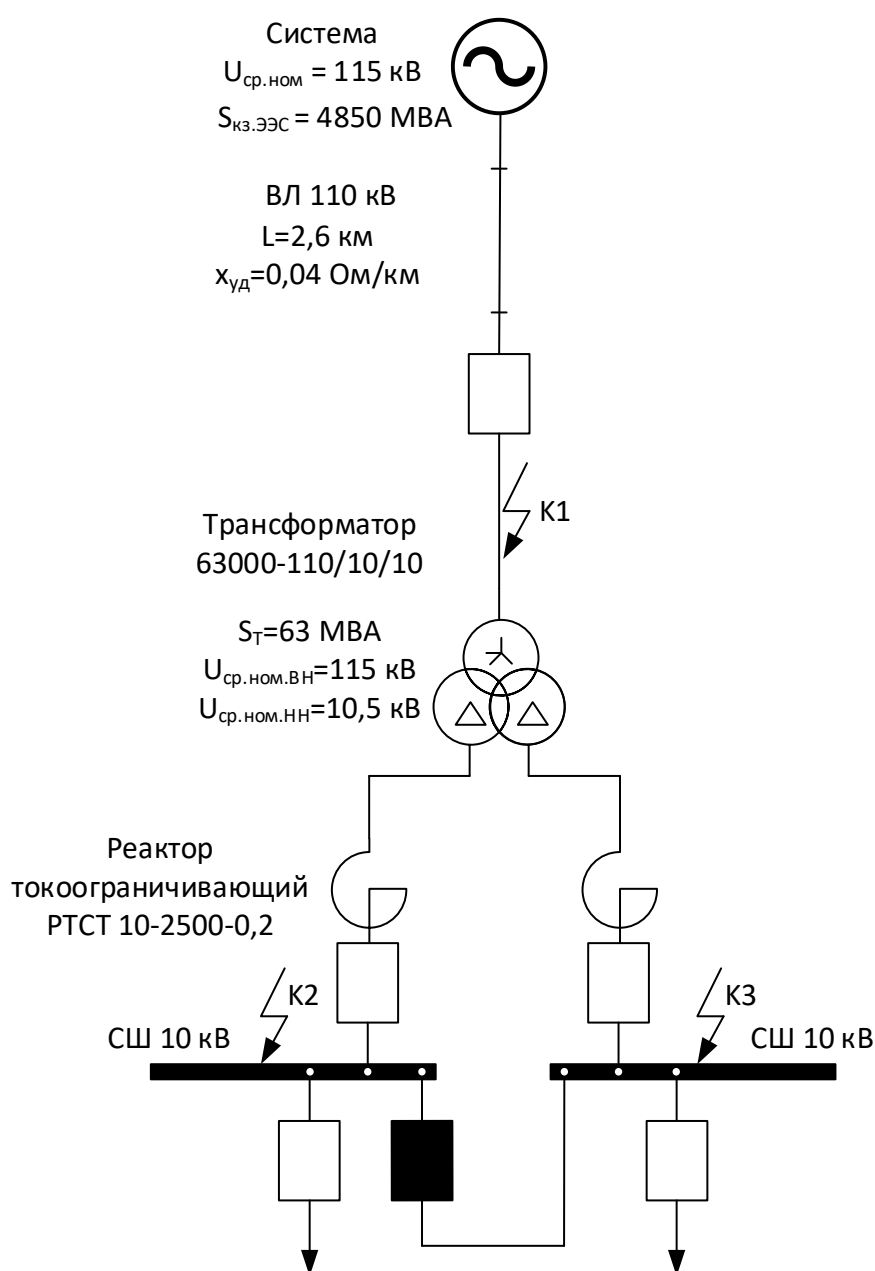 Система
Uср.ном = 115 кВ
Sкз.ЭЭС = 4850 МВА
ВЛ 110 кВ
L=2,6 км
xуд=0,04 Ом/км
K1
Трансформатор
63000-110/10/10
SТ=63 МВА
Uср.ном.ВН=115 кВ
Uср.ном.НН=10,5 кВ
Реактор
токоограничивающий
РТСТ 10-2500-0,2
K2
K3
СШ 10 кВ
СШ 10 кВ